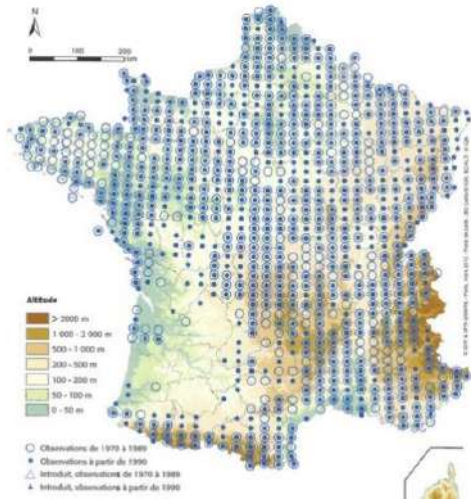 N
0 100 200
km
Altitude
> 2000 m
1 000 - 2 000 m
500 - 1 000 m
200 - 500 m
100 - 200 m
50 - 100 m
0 - 50 m
Observations de 1970 à 1989
Observations à partir de 1990
Introduit, observations de 1970 à 1989
Introduit, observations à partir de 1990